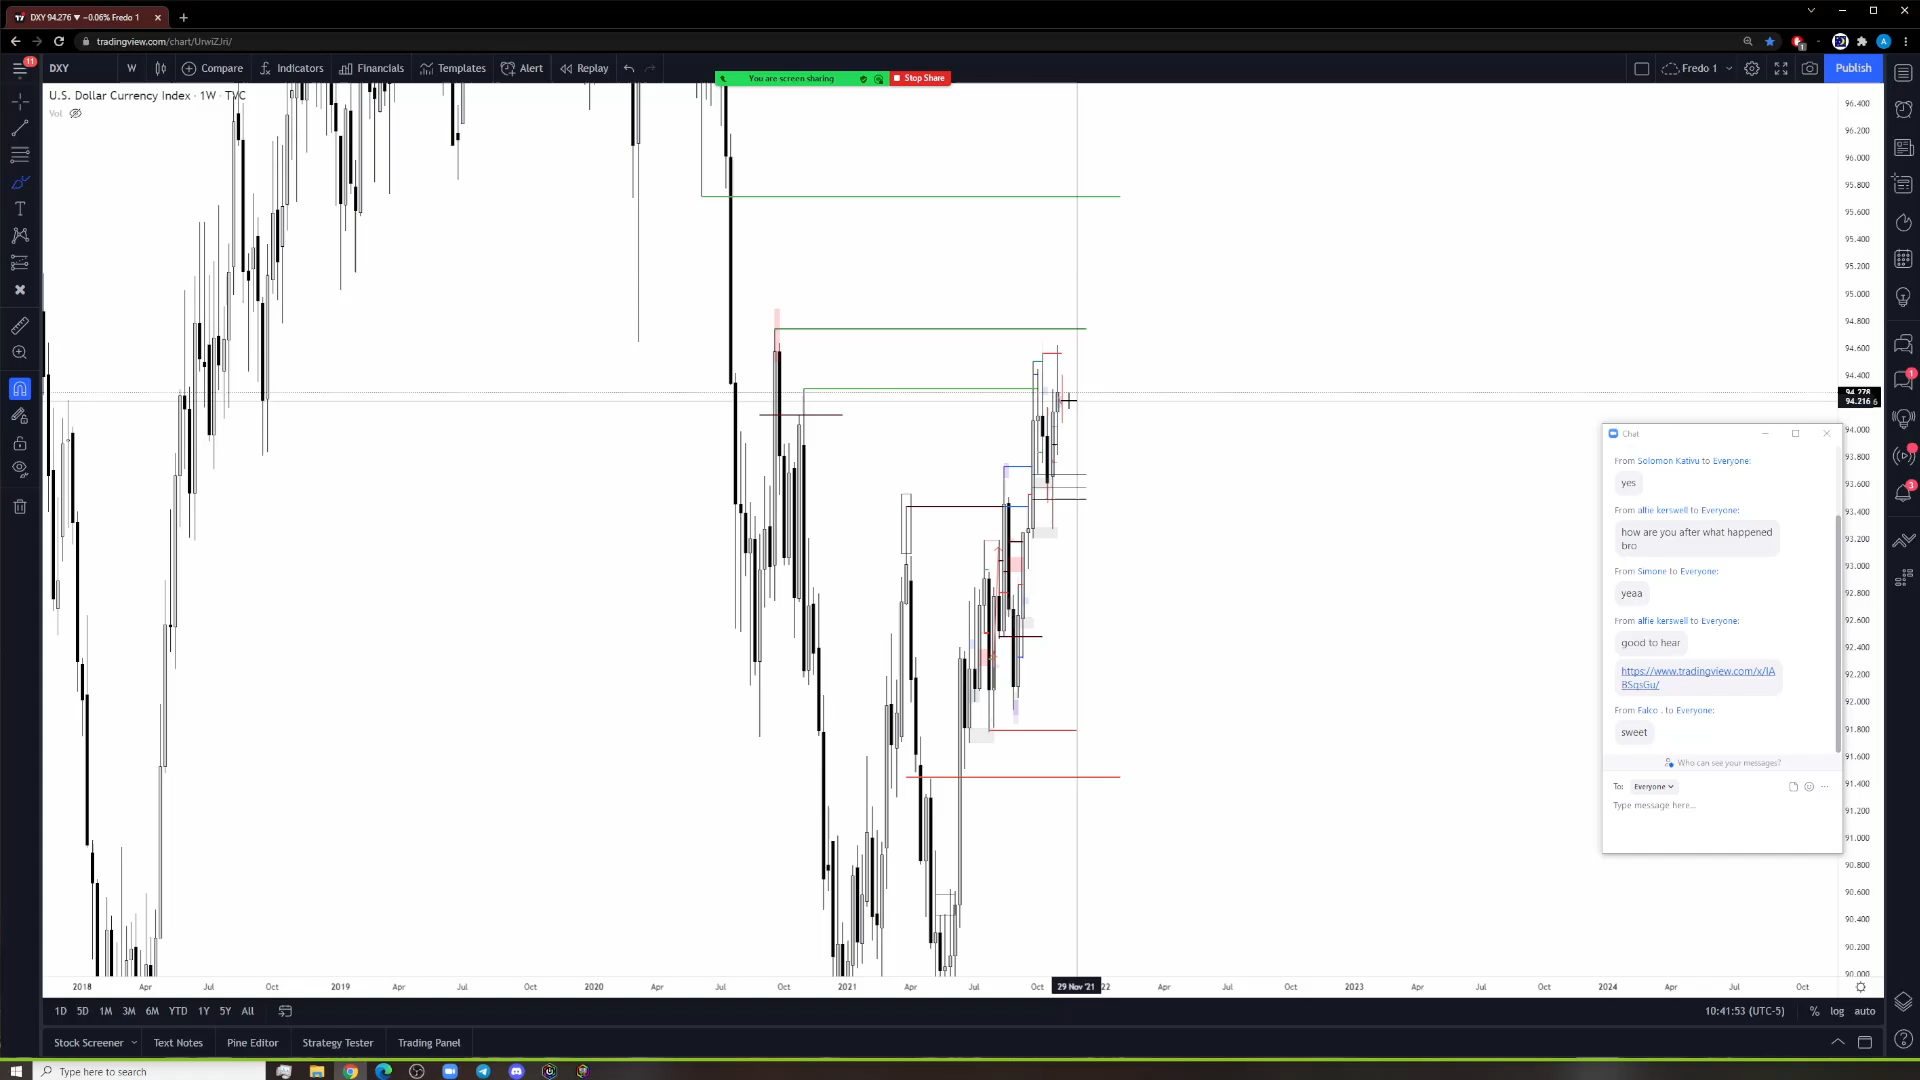 DXY 94.276 ▼ −0.06% Fredo 1
tradingview.com/chart/UrwiZJri/
11
DXY W Compare Indicators Financials Templates Alert Replay
Fredo 1 Publish
You are screen sharing Stop Share
U.S. Dollar Currency Index · 1W · TVC
Vol
96.400
96.200
96.000
95.800
95.600
95.400
95.200
95.000
94.800
94.600
94.400
94.278
94.216
94.000
93.800
93.600
93.400
93.200
93.000
92.800
92.600
92.400
92.200
92.000
91.800
91.600
91.400
91.200
91.000
90.800
90.600
90.400
90.200
90.000
Chat
From Solomon Kativu to Everyone:
yes
From alfie kerswell to Everyone:
how are you after what happened
bro
From Simone to Everyone:
yeaa
From alfie kerswell to Everyone:
good to hear
https://www.tradingview.com/x/IA
BSqsGu/
From Falco . to Everyone:
sweet
Who can see your messages?
To: Everyone
Type message here...
1
3
2018 Apr Jul Oct 2019 Apr Jul Oct 2020 Apr Jul Oct 2021 Apr Jul Oct 29 Nov '21 22 Apr Jul Oct 2023 Apr Jul Oct 2024 Apr Jul Oct
1D 5D 1M 3M 6M YTD 1Y 5Y All
10:41:53 (UTC-5) % log auto
Stock Screener Text Notes Pine Editor Strategy Tester Trading Panel
Type here to search